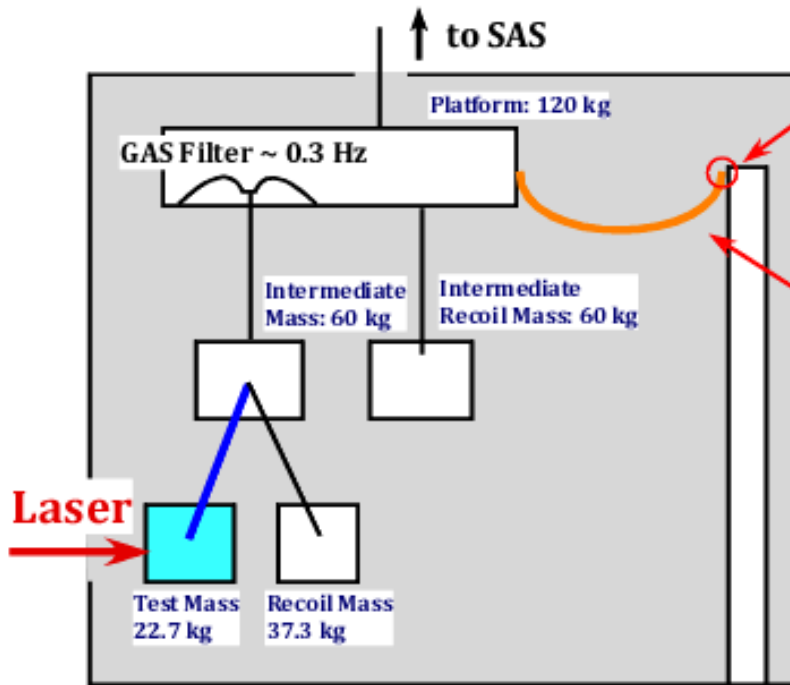 to SAS
Platform: 120 kg
GAS Filter ~ 0.3 Hz
Intermediate
Mass: 60 kg
Intermediate
Recoil Mass: 60 kg
Laser
Test Mass
22.7 kg
Recoil Mass
37.3 kg